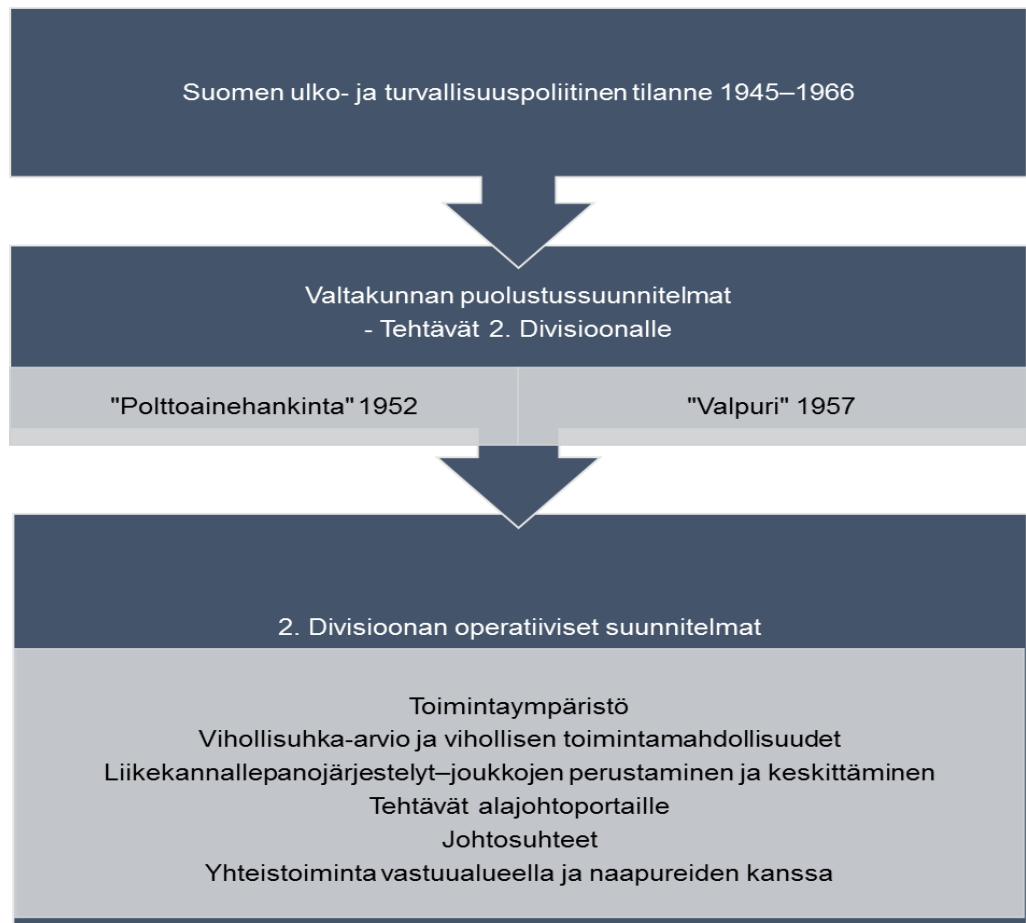 Suomen ulko- ja turvallisuuspoliittinen tilanne 1945–1966
Valtakunnan puolustussuunnitelmat
- Tehtävät 2. Divisioonalle
"Polttoainehankinta" 1952
"Valpuri" 1957
2. Divisioonan operatiiviset suunnitelmat
Toimintaympäristö
Vihollisuhka-arvio ja vihollisen toimintamahdollisuudet
Liikekannallepanojärjestelyt–joukkojen perustaminen ja keskittäminen
Tehtävät alajohtoportaille
Johtosuhteet
Yhteistoiminta vastuualueella ja naapureiden kanssa